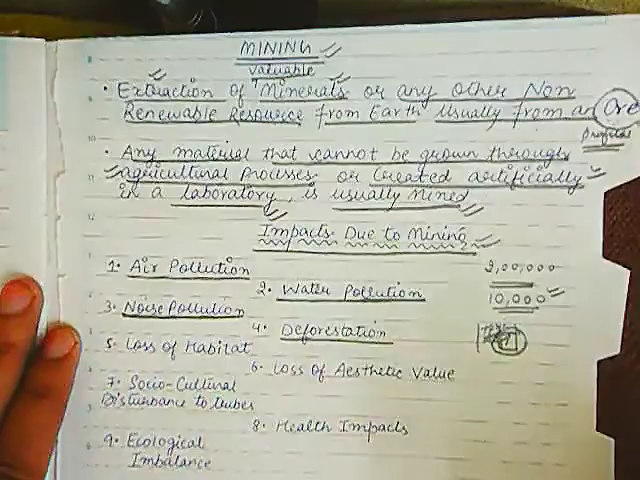 MINING
Valuable
• Extraction of "Minerals or any other Non
Renewable Resource from Earth Usually from an Ore
• Any material that cannot be grown through
agricultural processes or created artificially
in a laboratory, is usually Mined
Impacts Due to Mining
1. Air Pollution
2,00,000
2. Water Pollution
10,000
3. Noise Pollution
4. Deforestation
5. Loss of Habitat
6. Loss of Aesthetic Value
7. Socio-Cultural
Disturbance to
8. Health Impacts
9. Ecological
Imbalance